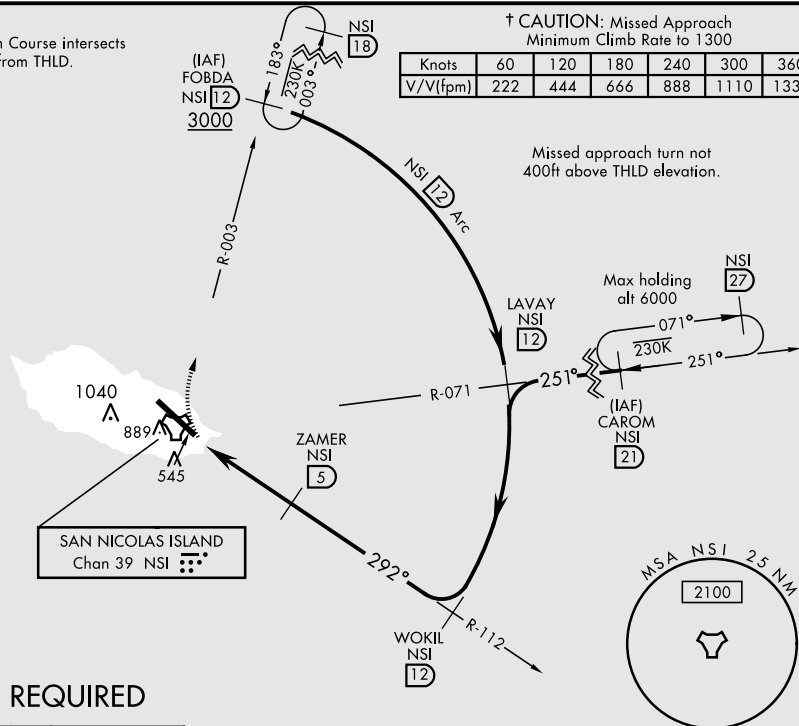 n Course intersects
from THLD.
(IAF)
FOBDA
NSI 12
3000
183°
230K
003°
NSI
18
† CAUTION: Missed Approach
Minimum Climb Rate to 1300
Knots 60 120 180 240 300 360
V/V(fpm) 222 444 666 888 1110 133
Missed approach turn not
400ft above THLD elevation.
NSI 12 Arc
R-003
LAVAY
NSI
12
Max holding
alt 6000
NSI
27
071°
230K
251°
251°
R-071
(IAF)
CAROM
NSI
21
1040
889
545
ZAMER
NSI
5
SAN NICOLAS ISLAND
Chan 39 NSI
292°
R-112
WOKIL
NSI
12
MSA NSI 25 NM
2100
REQUIRED